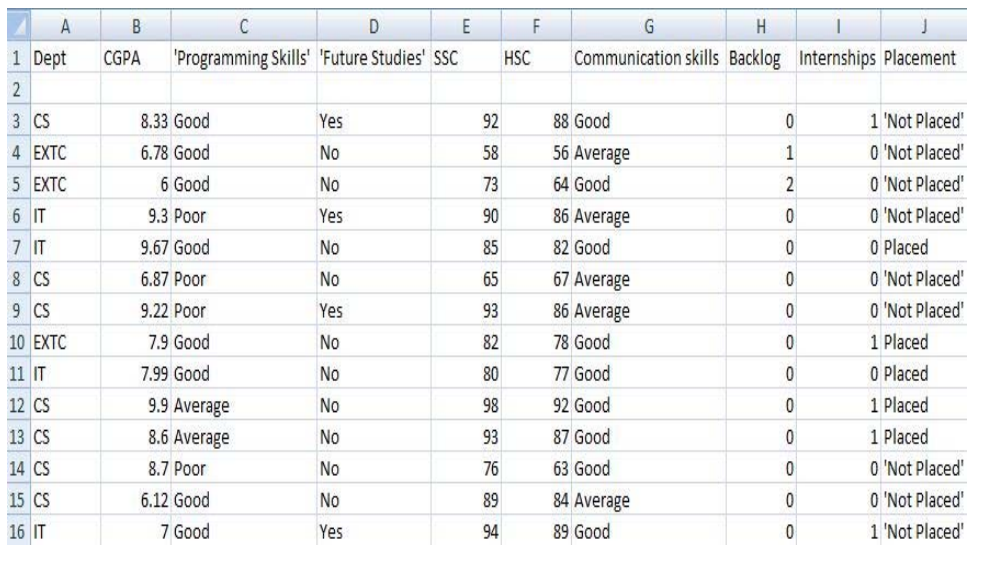 A B C D E F G H I J
1 Dept CGPA 'Programming Skills' 'Future Studies' SSC HSC Communication skills Backlog Internships Placement
2
3 CS 8.33 Good Yes 92 88 Good 0 1 'Not Placed'
4 EXTC 6.78 Good No 58 56 Average 1 0 'Not Placed'
5 EXTC 6 Good No 73 64 Good 2 0 'Not Placed'
6 IT 9.3 Poor Yes 90 86 Average 0 0 'Not Placed'
7 IT 9.67 Good No 85 82 Good 0 0 Placed
8 CS 6.87 Poor No 65 67 Average 0 0 'Not Placed'
9 CS 9.22 Poor Yes 93 86 Average 0 0 'Not Placed'
10 EXTC 7.9 Good No 82 78 Good 0 1 Placed
11 IT 7.99 Good No 80 77 Good 0 0 Placed
12 CS 9.9 Average No 98 92 Good 0 1 Placed
13 CS 8.6 Average No 93 87 Good 0 1 Placed
14 CS 8.7 Poor No 76 63 Good 0 0 'Not Placed'
15 CS 6.12 Good No 89 84 Average 0 0 'Not Placed'
16 IT 7 Good Yes 94 89 Good 0 1 'Not Placed'